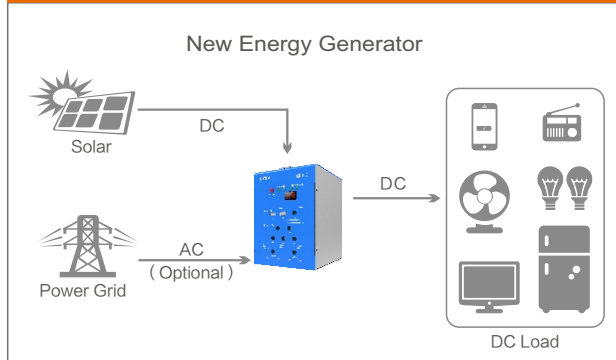 New Energy Generator
Solar
DC
DC
Power Grid
AC
( Optional )
DC Load